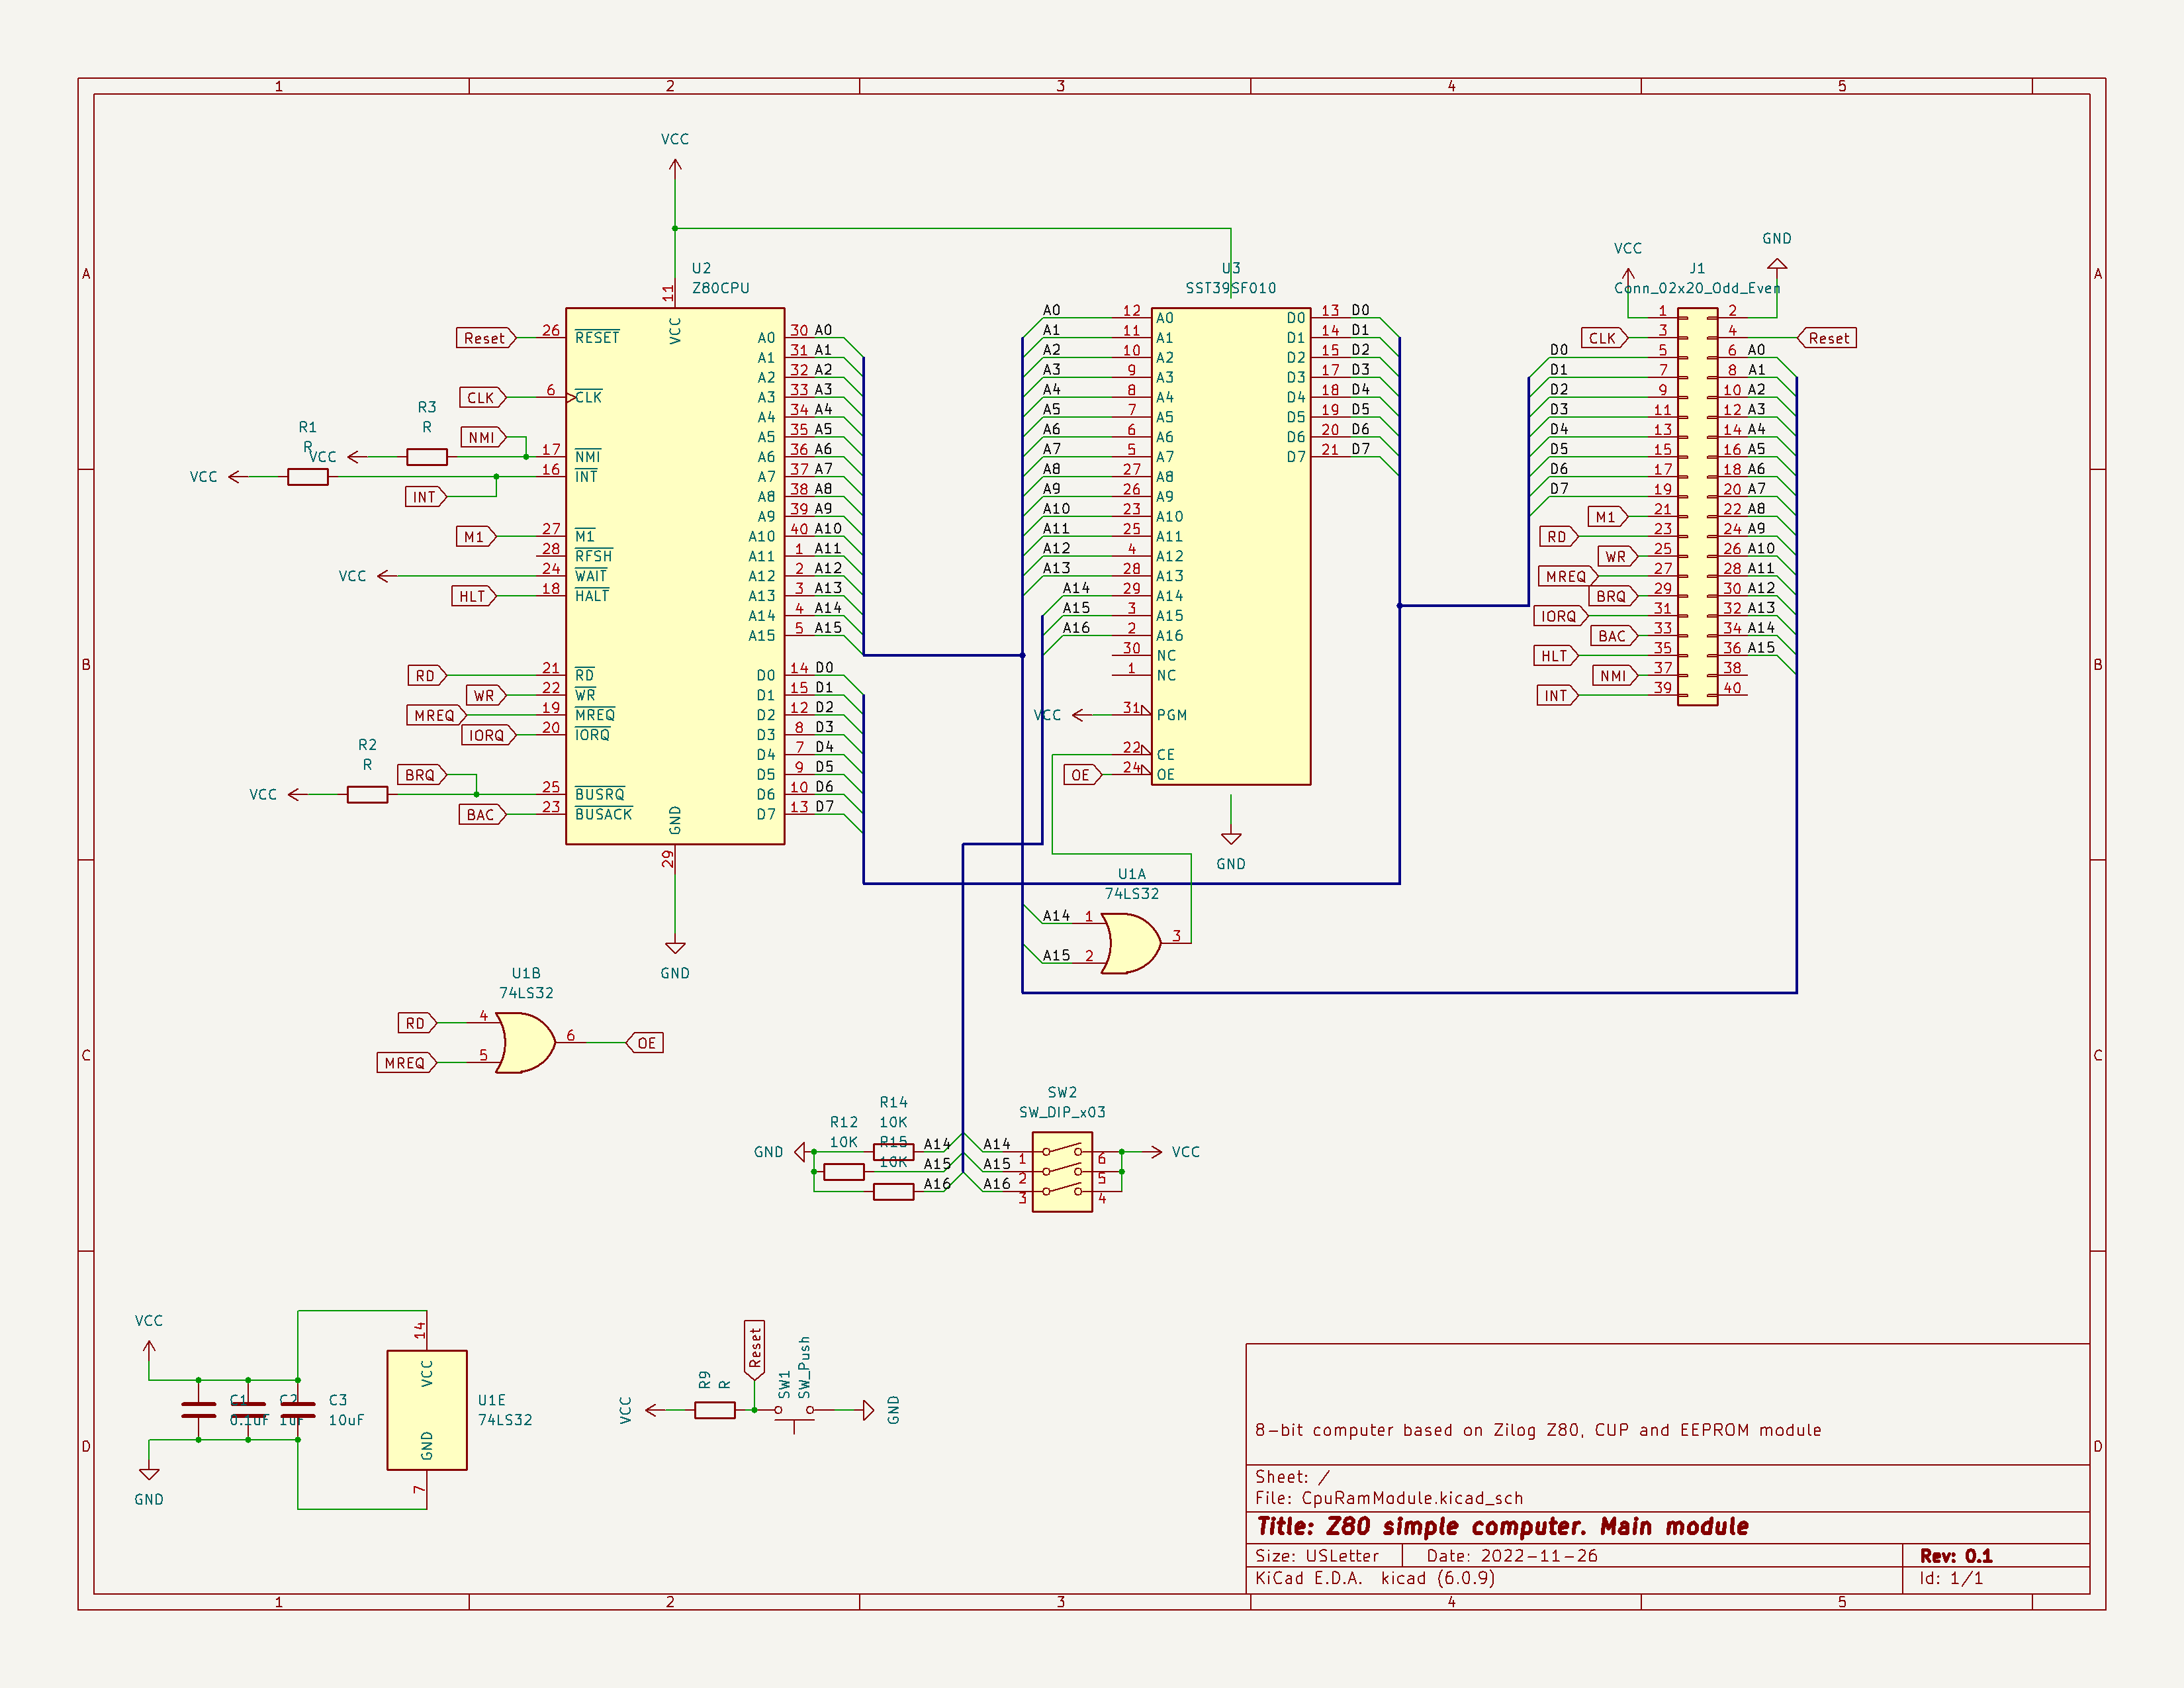 1 2 3 4 5
A
B
C
D
A
B
C
D
1 2 3 4 5
VCC
U2
Z80CPU
11
VCC
Reset 26 RESET
CLK 6 CLK
R3
R
NMI
VCC
17 NMI
R1
R
VCC
16 INT
INT
M1 27 M1
28 RFSH
VCC 24 WAIT
HLT 18 HALT
RD 21 RD
WR 22 WR
MREQ 19 MREQ
IORQ 20 IORQ
R2
R
BRQ
VCC 25 BUSRQ
BAC 23 BUSACK
A0 30 A0
A1 31 A1
A2 32 A2
A3 33 A3
A4 34 A4
A5 35 A5
A6 36 A6
A7 37 A7
A8 38 A8
A9 39 A9
A10 40 A10
A11 1 A11
A12 2 A12
A13 3 A13
A14 4 A14
A15 5 A15
D0 14 D0
D1 15 D1
D2 12 D2
D3 8 D3
D4 7 D4
D5 9 D5
D6 10 D6
D7 13 D7
GND
29
GND
U3
SST39SF010
A0 12 A0
A1 11 A1
A2 10 A2
A3 9 A3
A4 8 A4
A5 7 A5
A6 6 A6
A7 5 A7
A8 27 A8
A9 26 A9
A10 23 A10
A11 25 A11
A12 4 A12
A13 28 A13
A14 29 A14
A15 3 A15
A16 2 A16
30 NC
1 NC
VCC 31 PGM
22 CE
OE 24 OE
D0 13 D0
D1 14 D1
D2 15 D2
D3 17 D3
D4 18 D4
D5 19 D5
D6 20 D6
D7 21 D7
GND
VCC
GND
J1
Conn_02x20_Odd_Even
1 2
CLK 3 4 Reset
D0 5 6 A0
D1 7 8 A1
D2 9 10 A2
D3 11 12 A3
D4 13 14 A4
D5 15 16 A5
D6 17 18 A6
D7 19 20 A7
M1 21 22 A8
RD 23 24 A9
WR 25 26 A10
MREQ 27 28 A11
BRQ 29 30 A12
IORQ 31 32 A13
BAC 33 34 A14
HLT 35 36 A15
NMI 37 38
INT 39 40
U1A
74LS32
A14 1
A15 2
3
U1B
74LS32
RD 4
MREQ 5
6 OE
R14
10K
R12
10K
R15
10K
GND
A14
A15
A16
SW2
SW_DIP_x03
A14 1 6
A15 2 5
A16 3 4
VCC
VCC
C1
0.1uF
C2
1uF
C3
10uF
GND
14
VCC
U1E
74LS32
GND
7
VCC
R9
R
Reset
SW1
SW_Push
GND
8-bit computer based on Zilog Z80, CUP and EEPROM module
Sheet: /
File: CpuRamModule.kicad_sch
Title: Z80 simple computer. Main module
Size: USLetter Date: 2022-11-26 Rev: 0.1
KiCad E.D.A. kicad (6.0.9) Id: 1/1